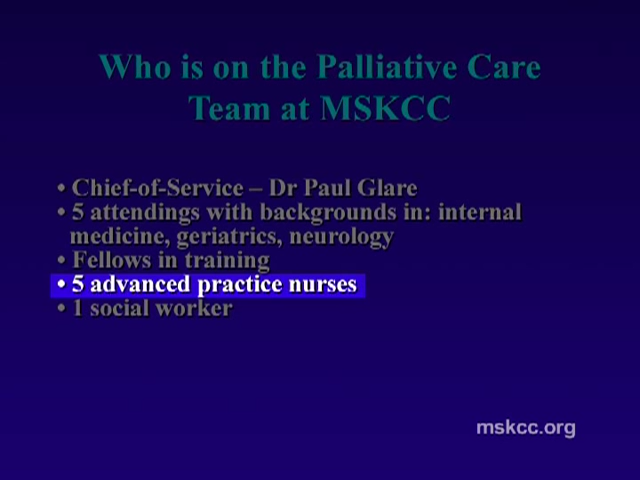 Who is on the Palliative Care
Team at MSKCC
• Chief-of-Service – Dr Paul Glare
• 5 attendings with backgrounds in: internal
medicine, geriatrics, neurology
• Fellows in training
• 5 advanced practice nurses
• 1 social worker
mskcc.org